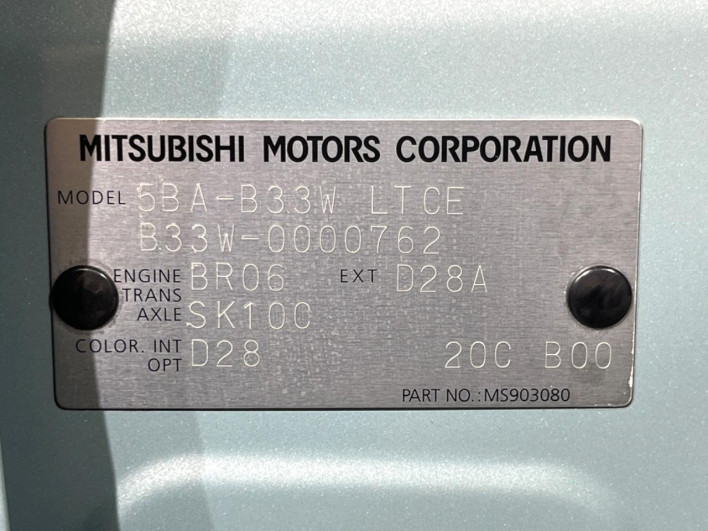 MITSUBISHI MOTORS CORPORATION
MODEL 5BA-B33W LTCE
B33W-0000762
ENGINE BR06 EXT D28A
TRANS
AXLE SK10C
COLOR. INT D28 20C B00
OPT
PART NO.:MS903080